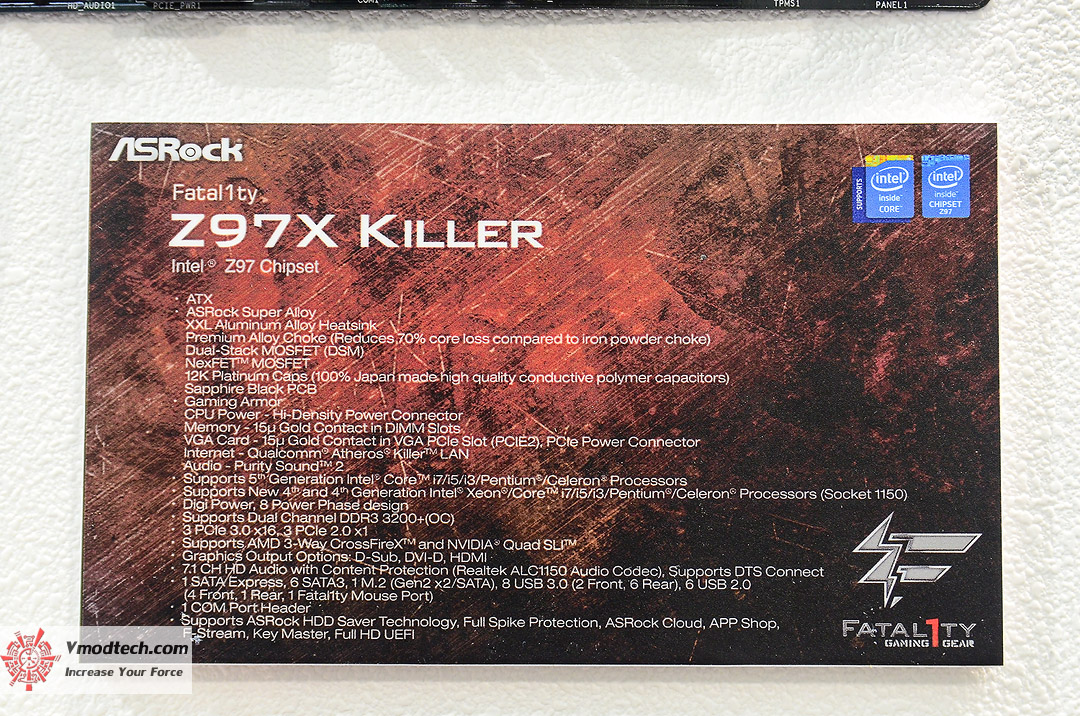 HD_AUDIO1 PCIE_PWR1 COM1 TPMS1 PANEL1
ASRock
Fatal1ty
Z97X KILLER
Intel® Z97 Chipset
SUPPORTS
intel inside™ CORE™
intel inside™ CHIPSET Z97
· ATX
· ASRock Super Alloy
XXL Aluminum Alloy Heatsink
Premium Alloy Choke (Reduces 70% core loss compared to iron powder choke)
Dual-Stack MOSFET (DSM)
NexFET™ MOSFET
12K Platinum Caps (100% Japan made high quality conductive polymer capacitors)
Sapphire Black PCB
· Gaming Armor
CPU Power - Hi-Density Power Connector
Memory - 15μ Gold Contact in DIMM Slots
VGA Card - 15μ Gold Contact in VGA PCIe Slot (PCIE2), PCIe Power Connector
Internet - Qualcomm® Atheros® Killer™ LAN
Audio - Purity Sound™ 2
· Supports 5th Generation Intel® Core™ i7/i5/i3/Pentium®/Celeron® Processors
· Supports New 4th and 4th Generation Intel® Xeon®/Core™ i7/i5/i3/Pentium®/Celeron® Processors (Socket 1150)
· Digi Power, 8 Power Phase design
· Supports Dual Channel DDR3 3200+(OC)
· 3 PCIe 3.0 x16, 3 PCIe 2.0 x1
· Supports AMD 3-Way CrossFireX™ and NVIDIA® Quad SLI™
· Graphics Output Options: D-Sub, DVI-D, HDMI
· 7.1 CH HD Audio with Content Protection (Realtek ALC1150 Audio Codec), Supports DTS Connect
· 1 SATA Express, 6 SATA3, 1 M.2 (Gen2 x2/SATA), 8 USB 3.0 (2 Front, 6 Rear), 6 USB 2.0
(4 Front, 1 Rear, 1 Fatal1ty Mouse Port)
· 1 COM Port Header
· Supports ASRock HDD Saver Technology, Full Spike Protection, ASRock Cloud, APP Shop,
F-Stream, Key Master, Full HD UEFI
FATAL1TY
GAMING GEAR
Vmodtech.com
Increase Your Force